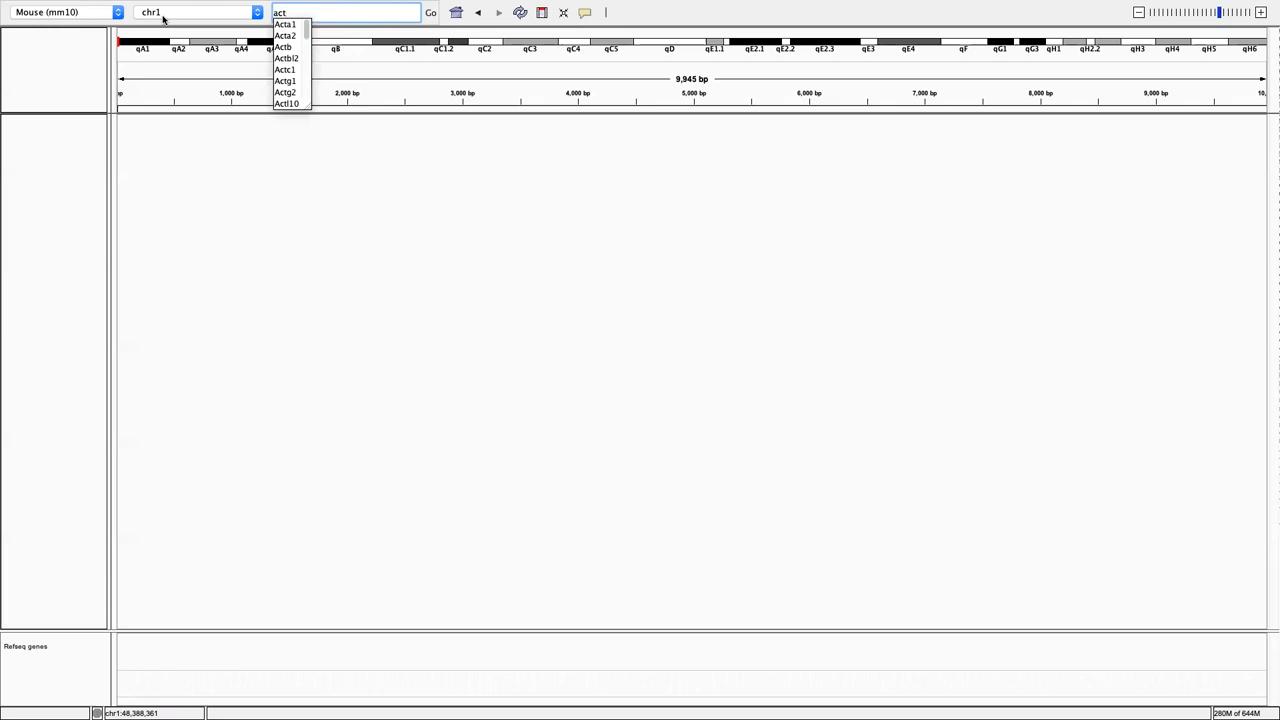 Mouse (mm10) chr1 act Go
Acta1
Acta2
Actb
Actbl2
Actc1
Actg1
Actg2
Actl10
qA1 qA2 qA3 qA4 qB qC1.1 qC1.2 qC2 qC3 qC4 qC5 qD qE1.1 qE2.1 qE2.2 qE2.3 qE3 qE4 qF qG1 qG3 qH1 qH2.2 qH3 qH4 qH5 qH6
9,945 bp
1,000 bp 2,000 bp 3,000 bp 4,000 bp 5,000 bp 6,000 bp 7,000 bp 8,000 bp 9,000 bp 10,
Refseq genes
chr1:48,388,361 280M of 644M